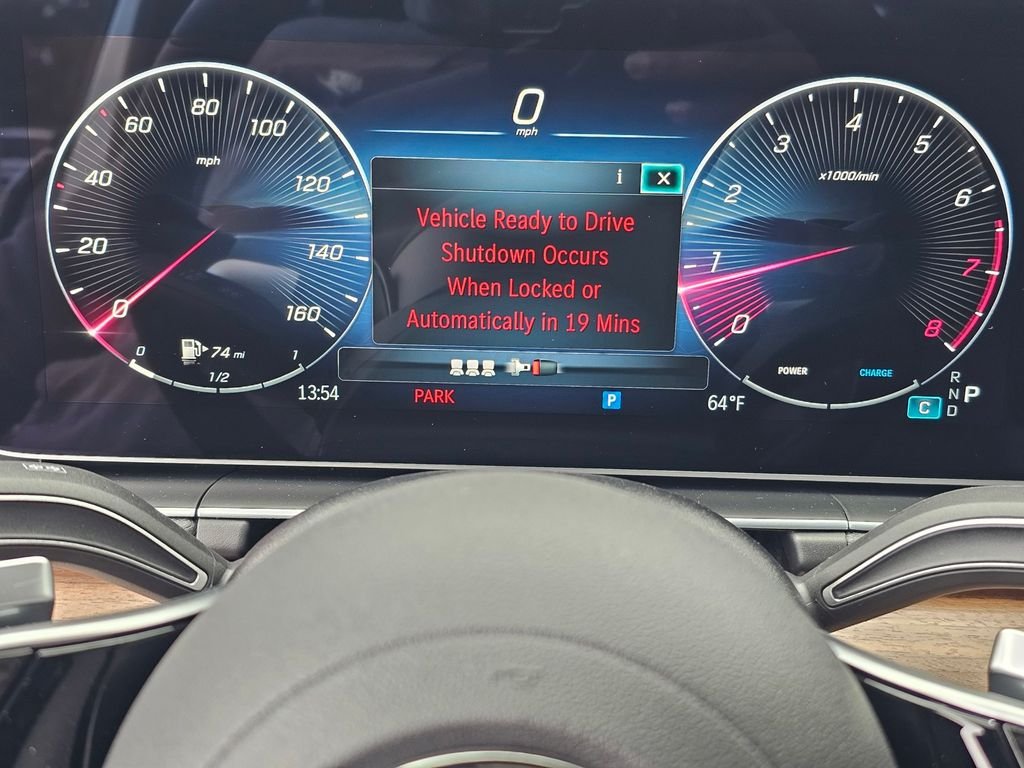 0
mph
80
60
100
mph
40
120
20
140
0
160
74 mi
0
1
1/2
13:54
i
X
Vehicle Ready to Drive
Shutdown Occurs
When Locked or
Automatically in 19 Mins
PARK
P
64°F
4
3
5
x1000/min
2
6
1
7
0
8
POWER
CHARGE
C
R
N
D
P